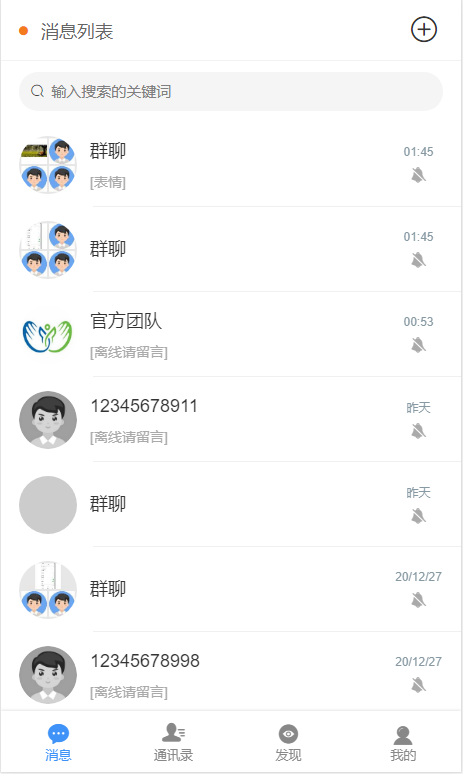 消息列表
输入搜索的关键词
群聊
01:45
[表情]
群聊
01:45
官方团队
00:53
[离线请留言]
12345678911
昨天
[离线请留言]
群聊
昨天
群聊
20/12/27
12345678998
20/12/27
[离线请留言]
消息
通讯录
发现
我的